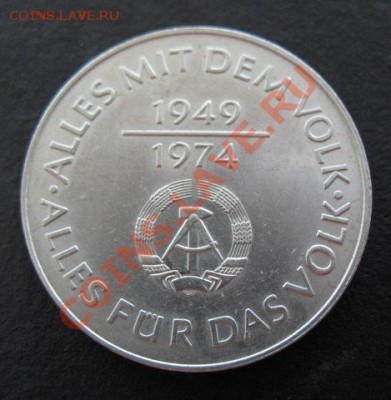 COINS.LAVE.RU
ALLES MIT DEM VOLK ·
ALLES FÜR DAS VOLK ·
1949
1974
COINS.LAVE.RU